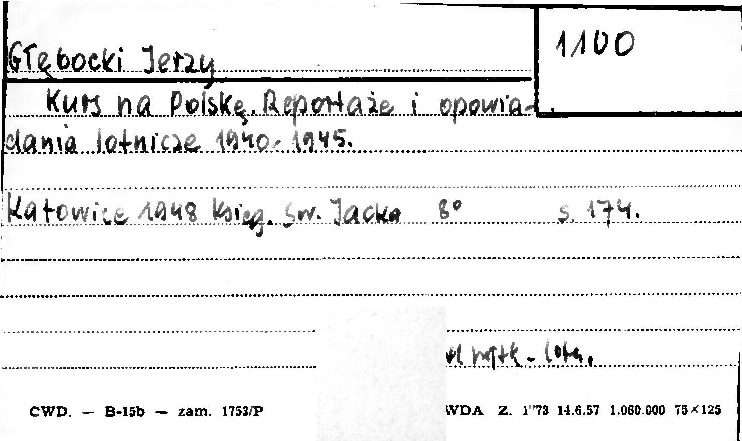 1100
Głębocki Jerzy
Kurs na Polskę. Reportaże i opowia-
dania lotnicze 1940-1945.
Katowice 1948 Księg. św. Jacka 8° s. 174.
lotn.
CWD. — B-15b — zam. 1753/P
WDA Z. 1"73 14.6.57 1.060.000 75×125